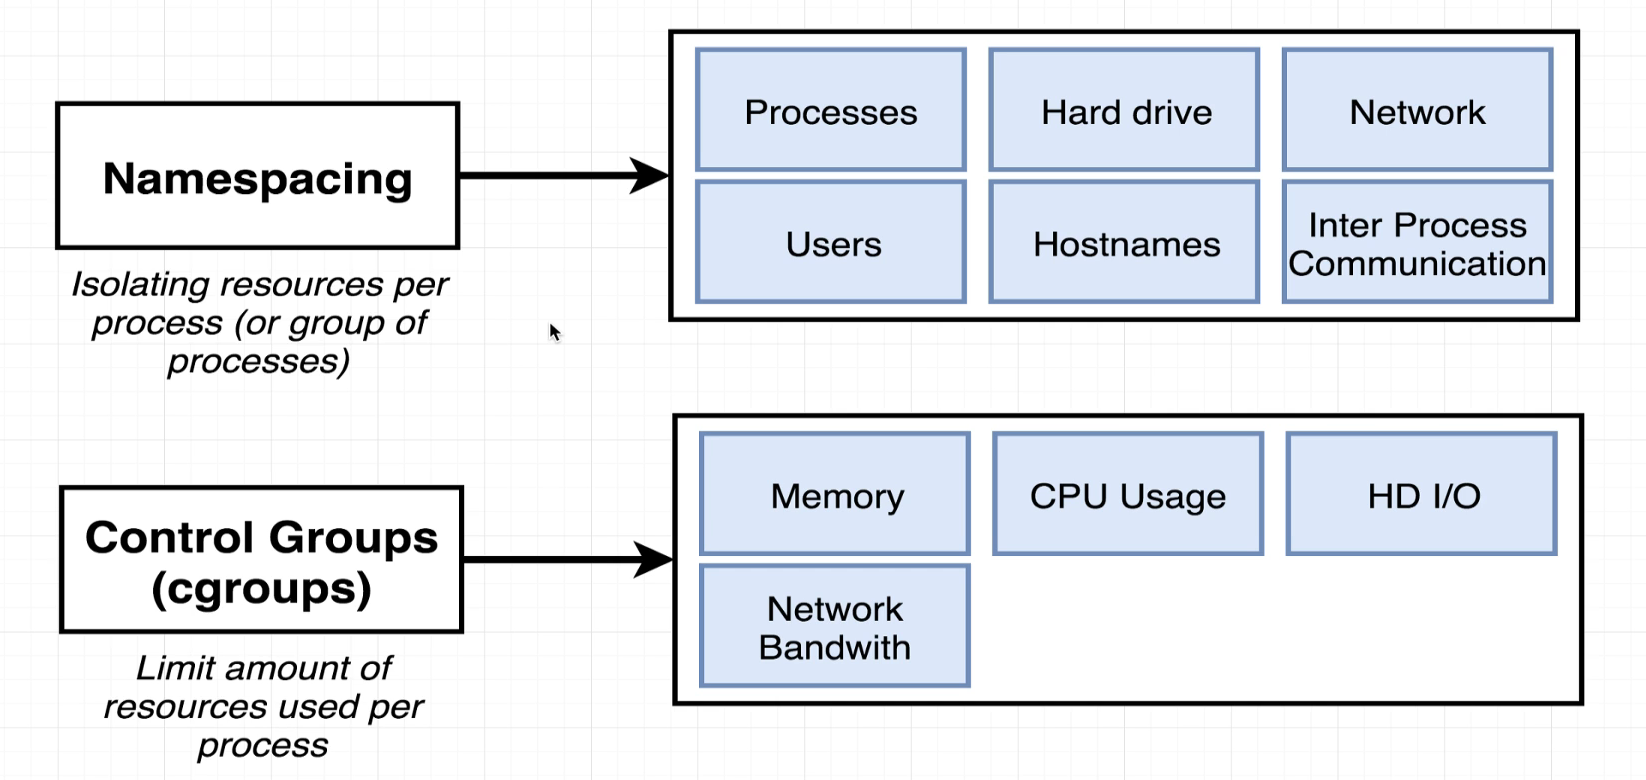 Namespacing
Isolating resources per
process (or group of
processes)
Processes
Hard drive
Network
Users
Hostnames
Inter Process
Communication
Control Groups
(cgroups)
Limit amount of
resources used per
process
Memory
CPU Usage
HD I/O
Network
Bandwith